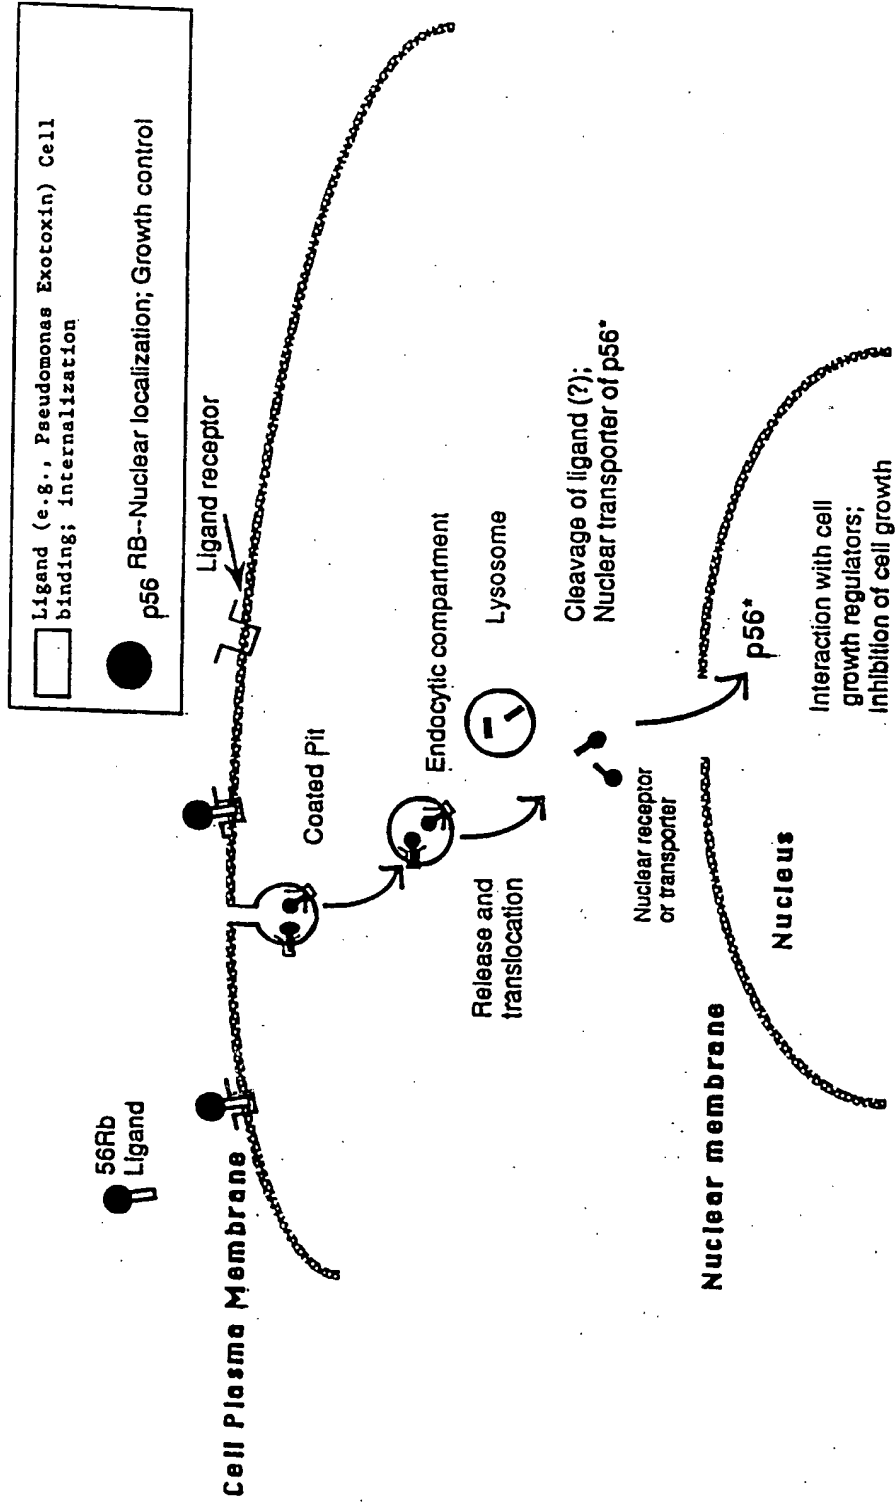 Ligand (e.g., Pseudomonas Exotoxin) Cell
binding; internalization
p56 RB--Nuclear localization; Growth control
56Rb
Ligand
Ligand receptor
Cell Plasma Membrane
Coated Pit
Endocytic compartment
Release and
translocation
Lysosome
Cleavage of ligand (?);
Nuclear transporter of p56*
Nuclear receptor
or transporter
Nuclear membrane
p56*
Nucleus
Interaction with cell
growth regulators;
Inhibition of cell growth